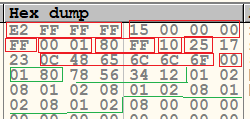 Hex dump
E2 FF FF FF 15 00 00 00
FF 00 01 80 FF 10 25 17
23 0C 48 65 6C 6C 6F 00
01 80 78 56 34 12 01 02
08 01 02 08 01 02 08 01
02 08 01 02 08 00 00 00